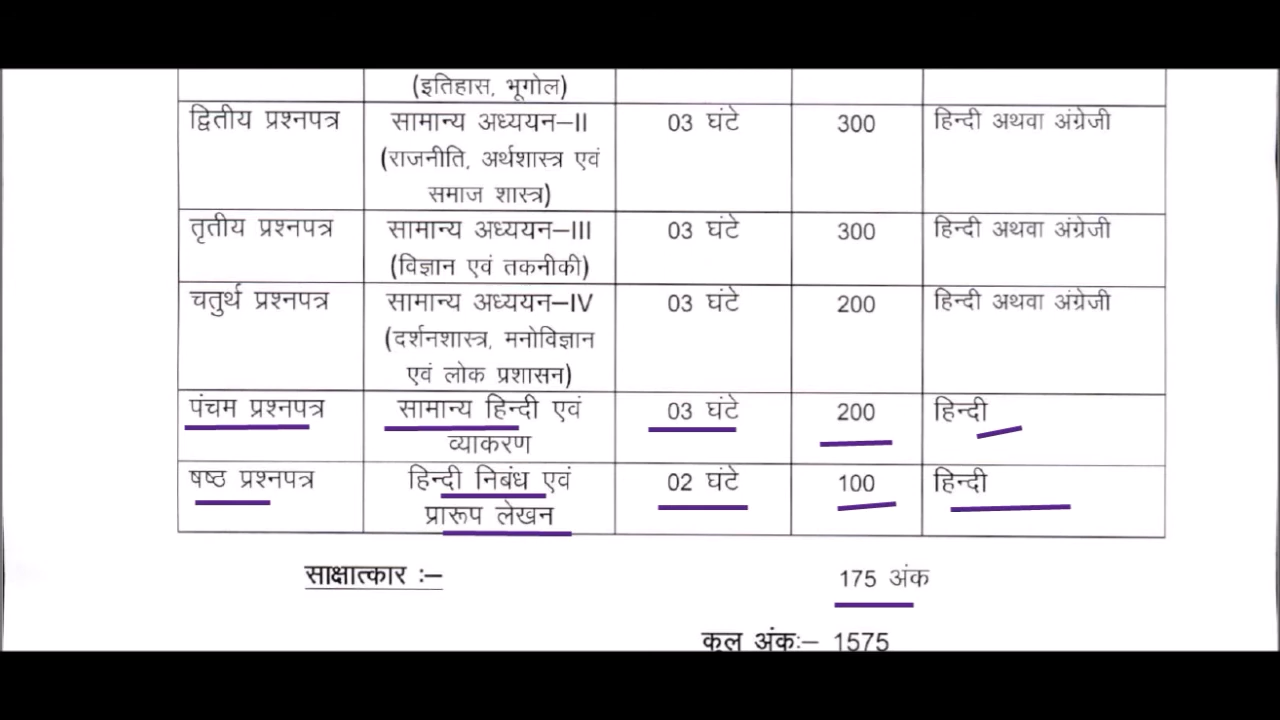 (इतिहास, भूगोल)
द्वितीय प्रश्नपत्र सामान्य अध्ययन–II 03 घंटे 300 हिन्दी अथवा अंग्रेजी
(राजनीति, अर्थशास्त्र एवं
समाज शास्त्र)
तृतीय प्रश्नपत्र सामान्य अध्ययन–III 03 घंटे 300 हिन्दी अथवा अंग्रेजी
(विज्ञान एवं तकनीकी)
चतुर्थ प्रश्नपत्र सामान्य अध्ययन–IV 03 घंटे 200 हिन्दी अथवा अंग्रेजी
(दर्शनशास्त्र, मनोविज्ञान
एवं लोक प्रशासन)
पंचम प्रश्नपत्र सामान्य हिन्दी एवं 03 घंटे 200 हिन्दी
व्याकरण
षष्ठ प्रश्नपत्र हिन्दी निबंध एवं 02 घंटे 100 हिन्दी
प्रारूप लेखन
साक्षात्कार :– 175 अंक
कुल अंकः– 1575